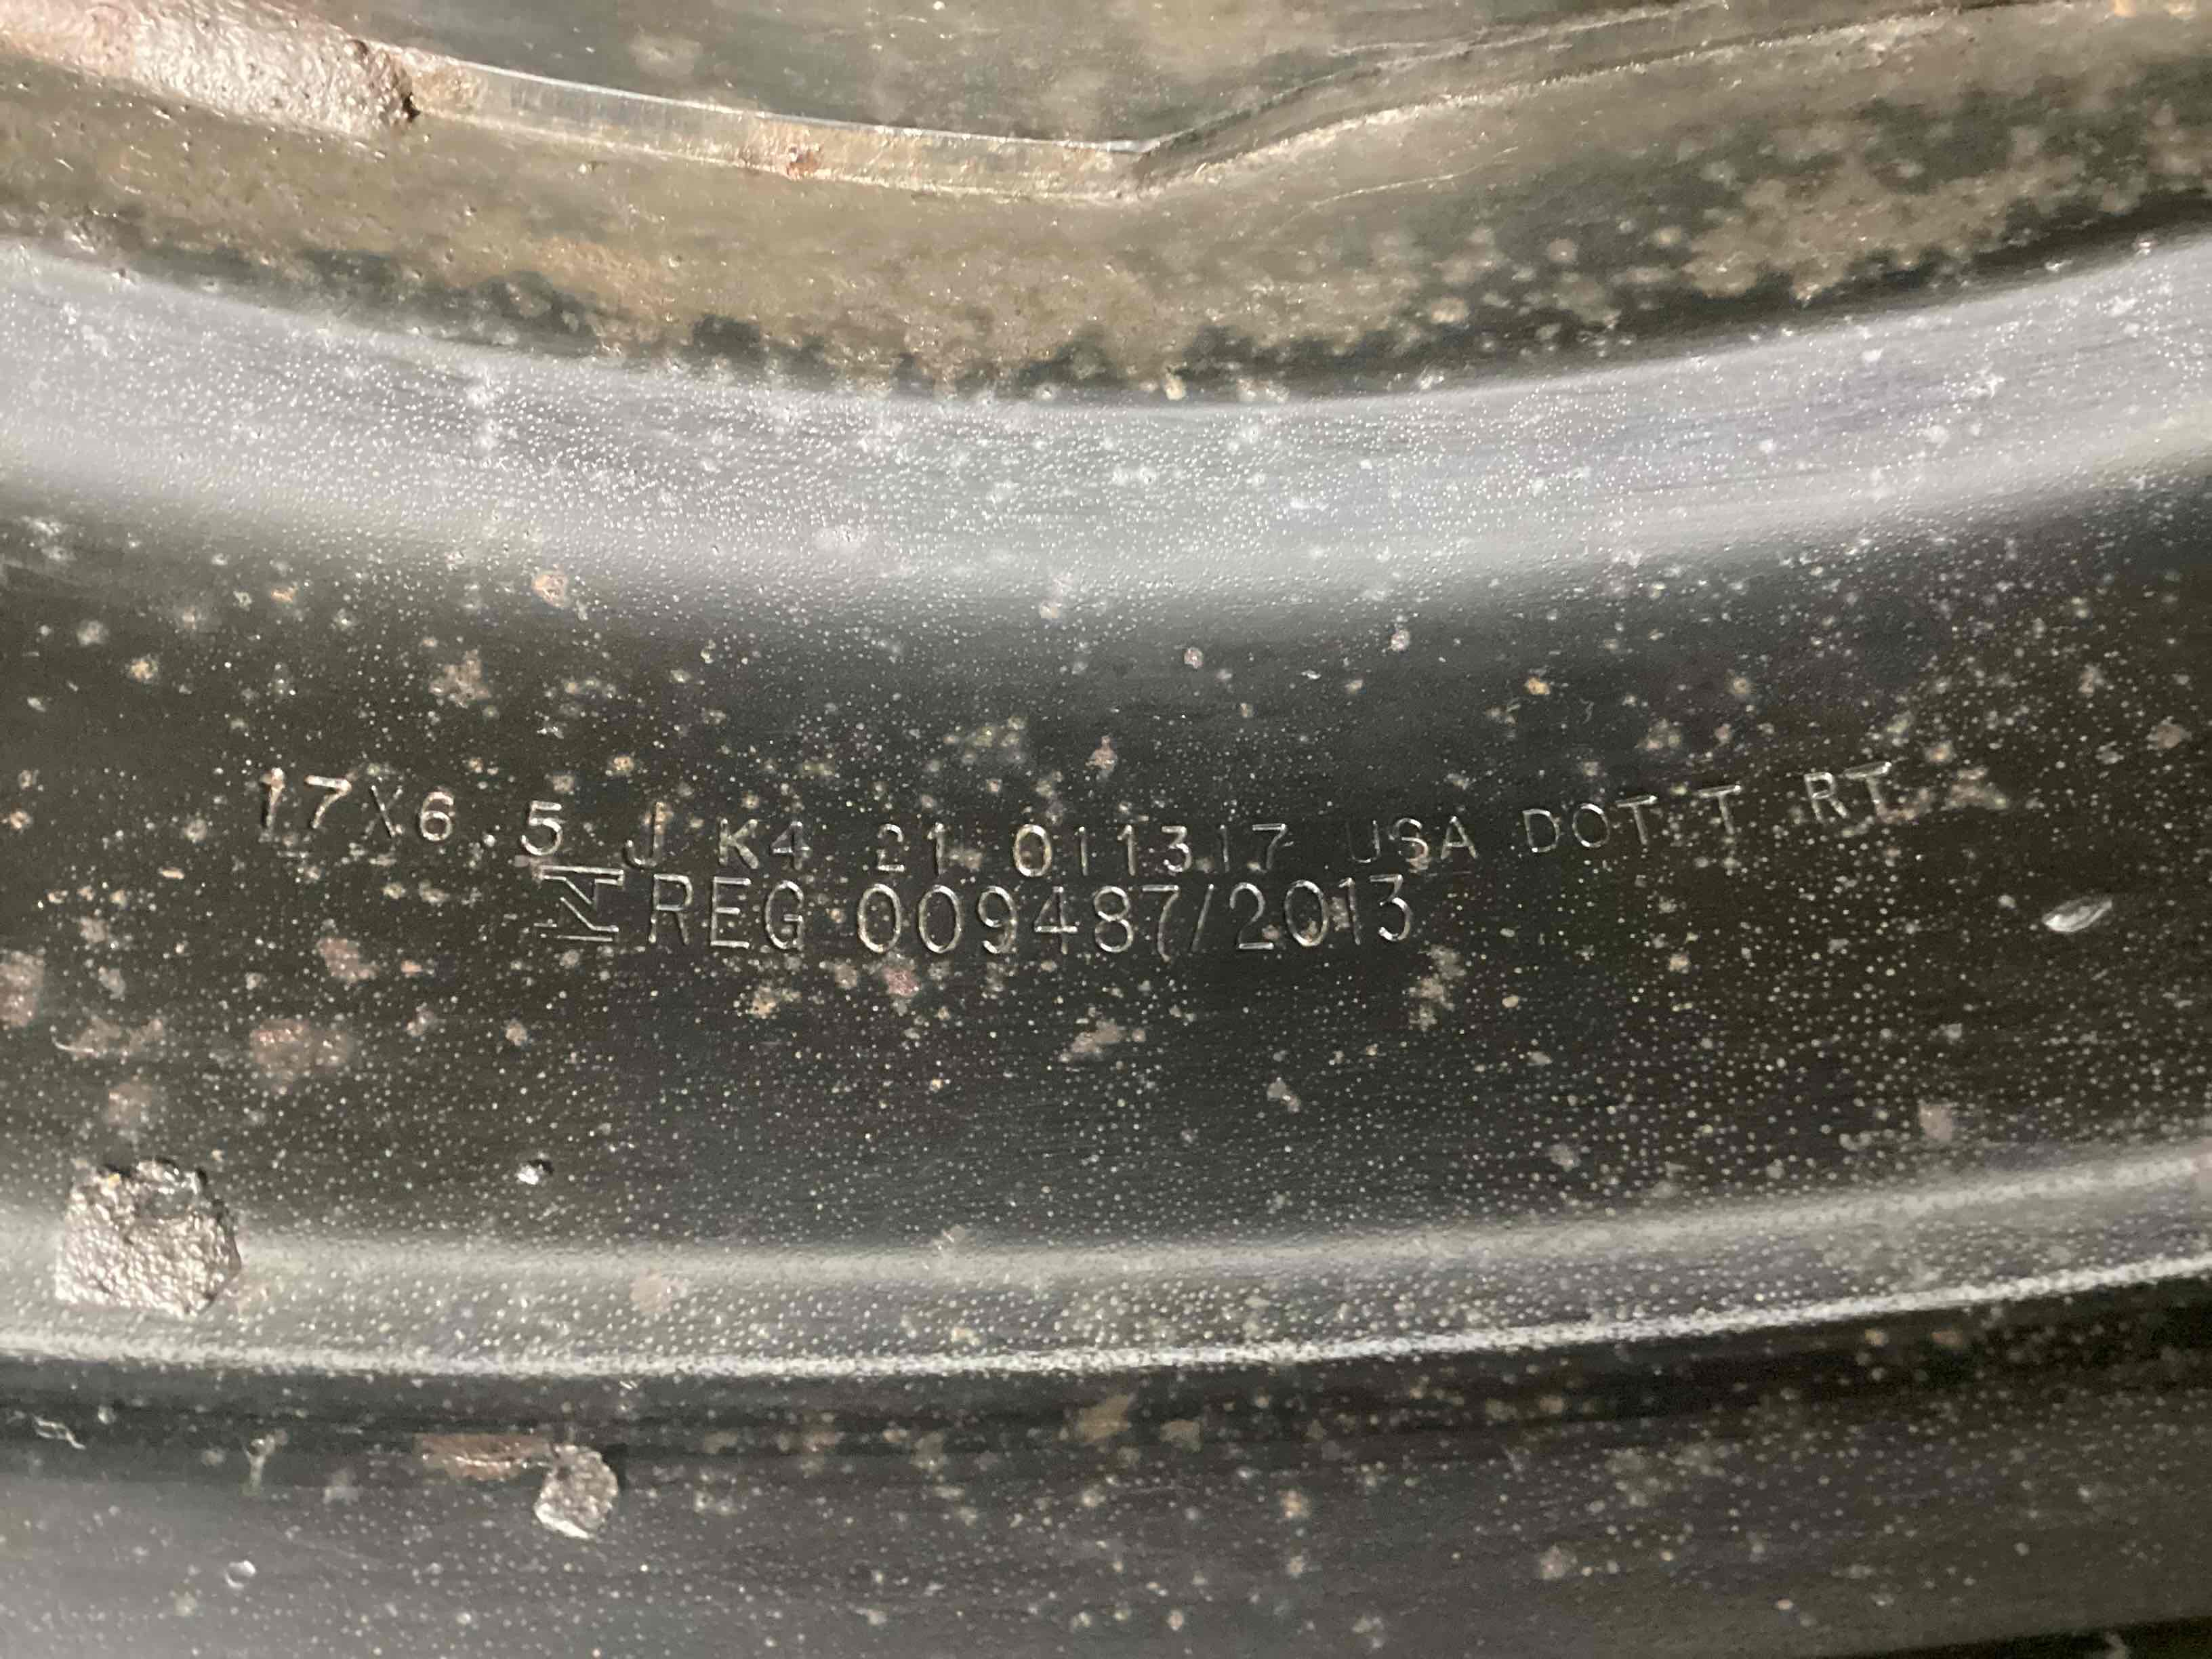 17X6.5 J K4 21 011317 USA DOT T RT
REG 009487/2013